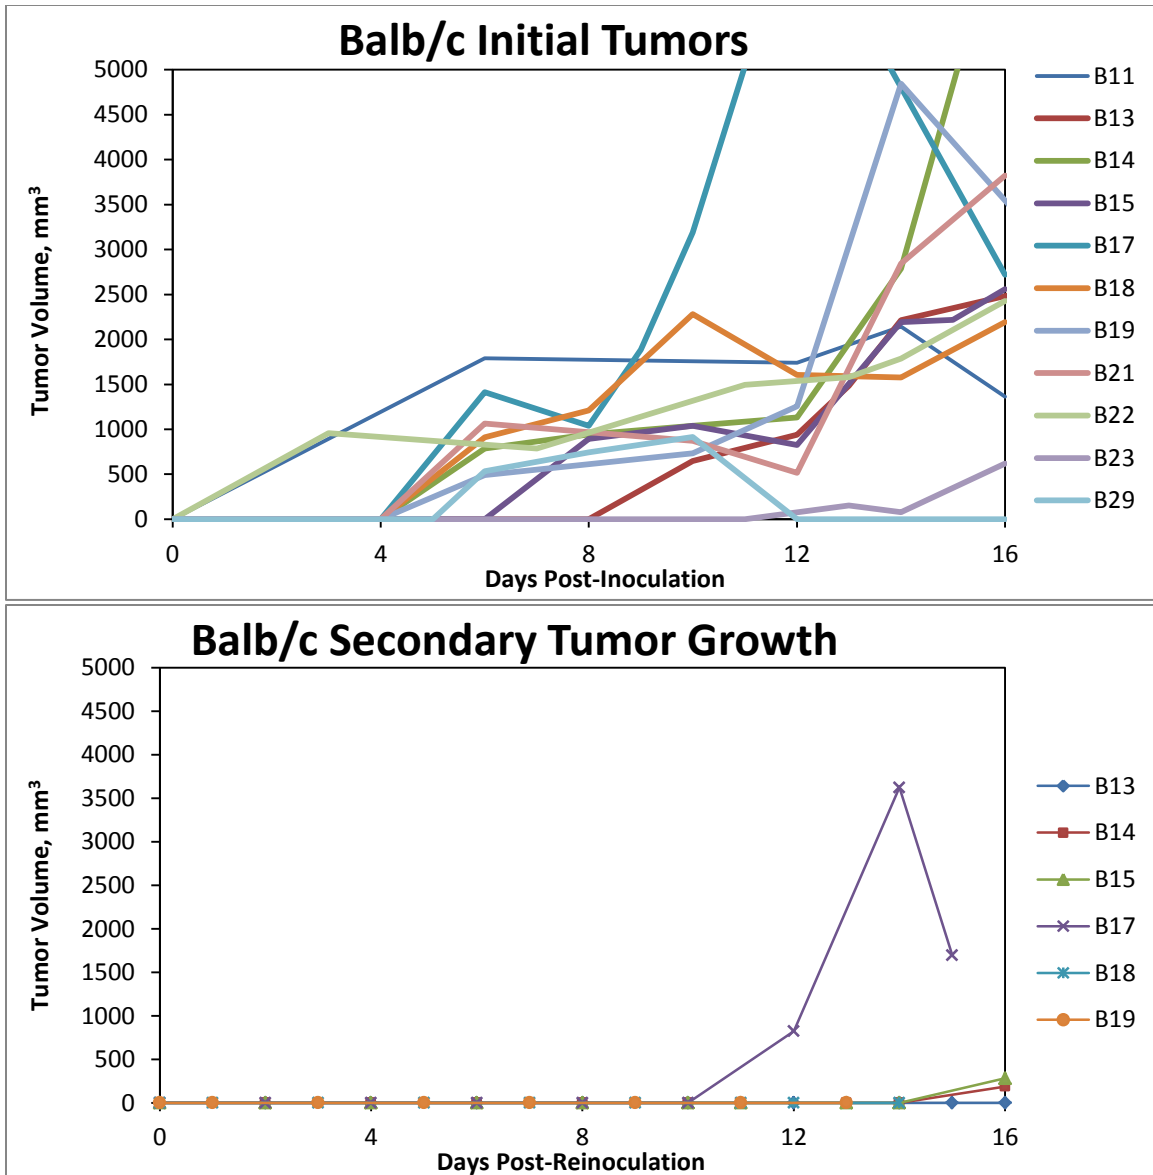 Balb/c Initial Tumors
5000
4500
4000
3500
3000
2500
2000
1500
1000
500
0
Tumor Volume, mm³
0 4 8 12 16
Days Post-Inoculation
B11
B13
B14
B15
B17
B18
B19
B21
B22
B23
B29
Balb/c Secondary Tumor Growth
5000
4500
4000
3500
3000
2500
2000
1500
1000
500
0
Tumor Volume, mm³
0 4 8 12 16
Days Post-Reinoculation
B13
B14
B15
B17
B18
B19